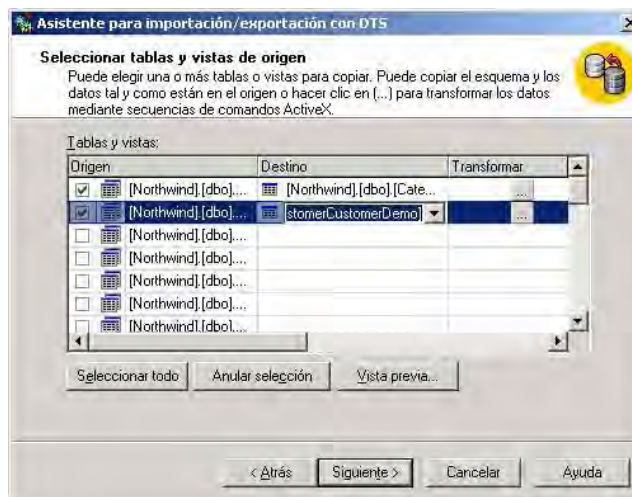 Asistente para importación/exportación con DTS
Seleccionar tablas y vistas de origen
Puede elegir una o más tablas o vistas para copiar. Puede copiar el esquema y los
datos tal y como están en el origen o hacer clic en (...) para transformar los datos
mediante secuencias de comandos ActiveX.
Tablas y vistas:
Origen Destino Transformar
[Northwind].[dbo].... [Northwind].[dbo].[Cate... ...
[Northwind].[dbo].... stomerCustomerDemo] ...
[Northwind].[dbo]....
[Northwind].[dbo]....
[Northwind].[dbo]....
[Northwind].[dbo]....
[Northwind].[dbo]....
Seleccionar todo Anular selección Vista previa...
< Atrás Siguiente > Cancelar Ayuda